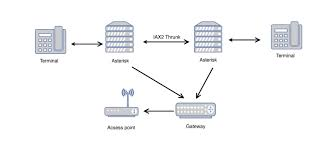 IAX2 Thrunk
Terminal
Asterisk
Asterisk
Terminal
Access point
Gateway